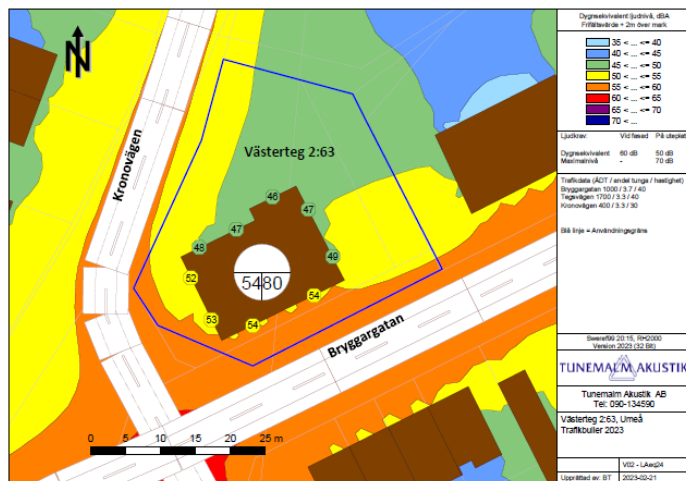 Dygnsekvivalent ljudnivå, dBA
Frifältsvärde + 2m över mark
35 < ... <= 40
40 < ... <= 45
45 < ... <= 50
50 < ... <= 55
55 < ... <= 60
60 < ... <= 65
65 < ... <= 70
70 < ...
Ljudkrav: Vid fasad På uteplats
Dygnsekvivalent 60 dB 50 dB
Maximalnivå - 70 dB
Trafikdata (ÅDT / andel tunga / hastighet)
Bryggargatan 1000 / 3.7 / 40
Tegsvägen 1700 / 3.3 / 40
Kronovägen 400 / 3.3 / 30
Blå linje = Användningsgräns
N
Kronovägen
Västerteg 2:63
46
47
47
48
49
52
5480
54
53
54
Bryggargatan
0 5 10 15 20 25 m
Sweref99 20:15, RH2000
Version 2023 (32 Bit)
TUNEMALM AKUSTIK
Tunemalm Akustik AB
Tel: 090-134590
Västerteg 2:63, Umeå
Trafikbuller 2023
V02 - LAeq24
Upprättad av: BT 2023-02-21